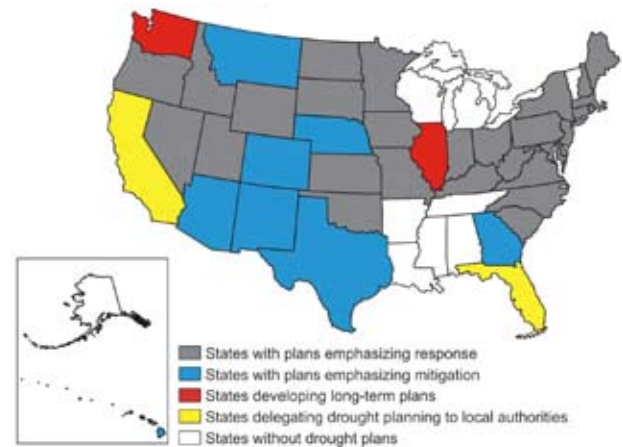 States with plans emphasizing response
States with plans emphasizing mitigation
States developing long-term plans
States delegating drought planning to local authorities
States without drought plans